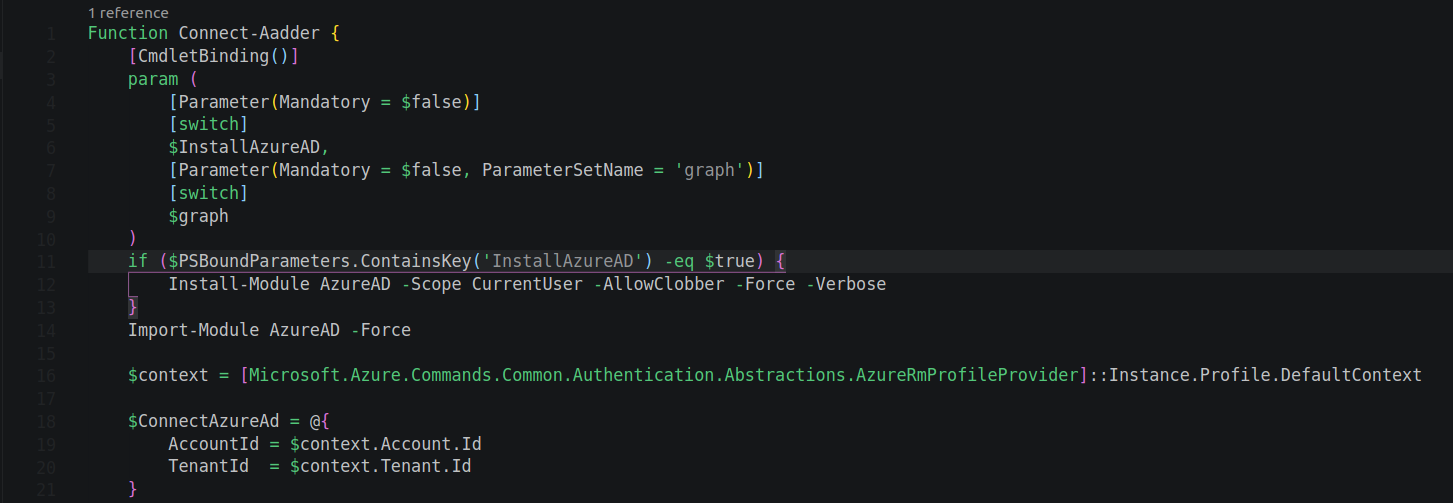 1 reference
1 Function Connect-Aadder {
2     [CmdletBinding()]
3     param (
4         [Parameter(Mandatory = $false)]
5         [switch]
6         $InstallAzureAD,
7         [Parameter(Mandatory = $false, ParameterSetName = 'graph')]
8         [switch]
9         $graph
10     )
11     if ($PSBoundParameters.ContainsKey('InstallAzureAD') -eq $true) {
12         Install-Module AzureAD -Scope CurrentUser -AllowClobber -Force -Verbose
13     }
14     Import-Module AzureAD -Force
15
16     $context = [Microsoft.Azure.Commands.Common.Authentication.Abstractions.AzureRmProfileProvider]::Instance.Profile.DefaultContext
17
18     $ConnectAzureAd = @{
19         AccountId = $context.Account.Id
20         TenantId  = $context.Tenant.Id
21     }